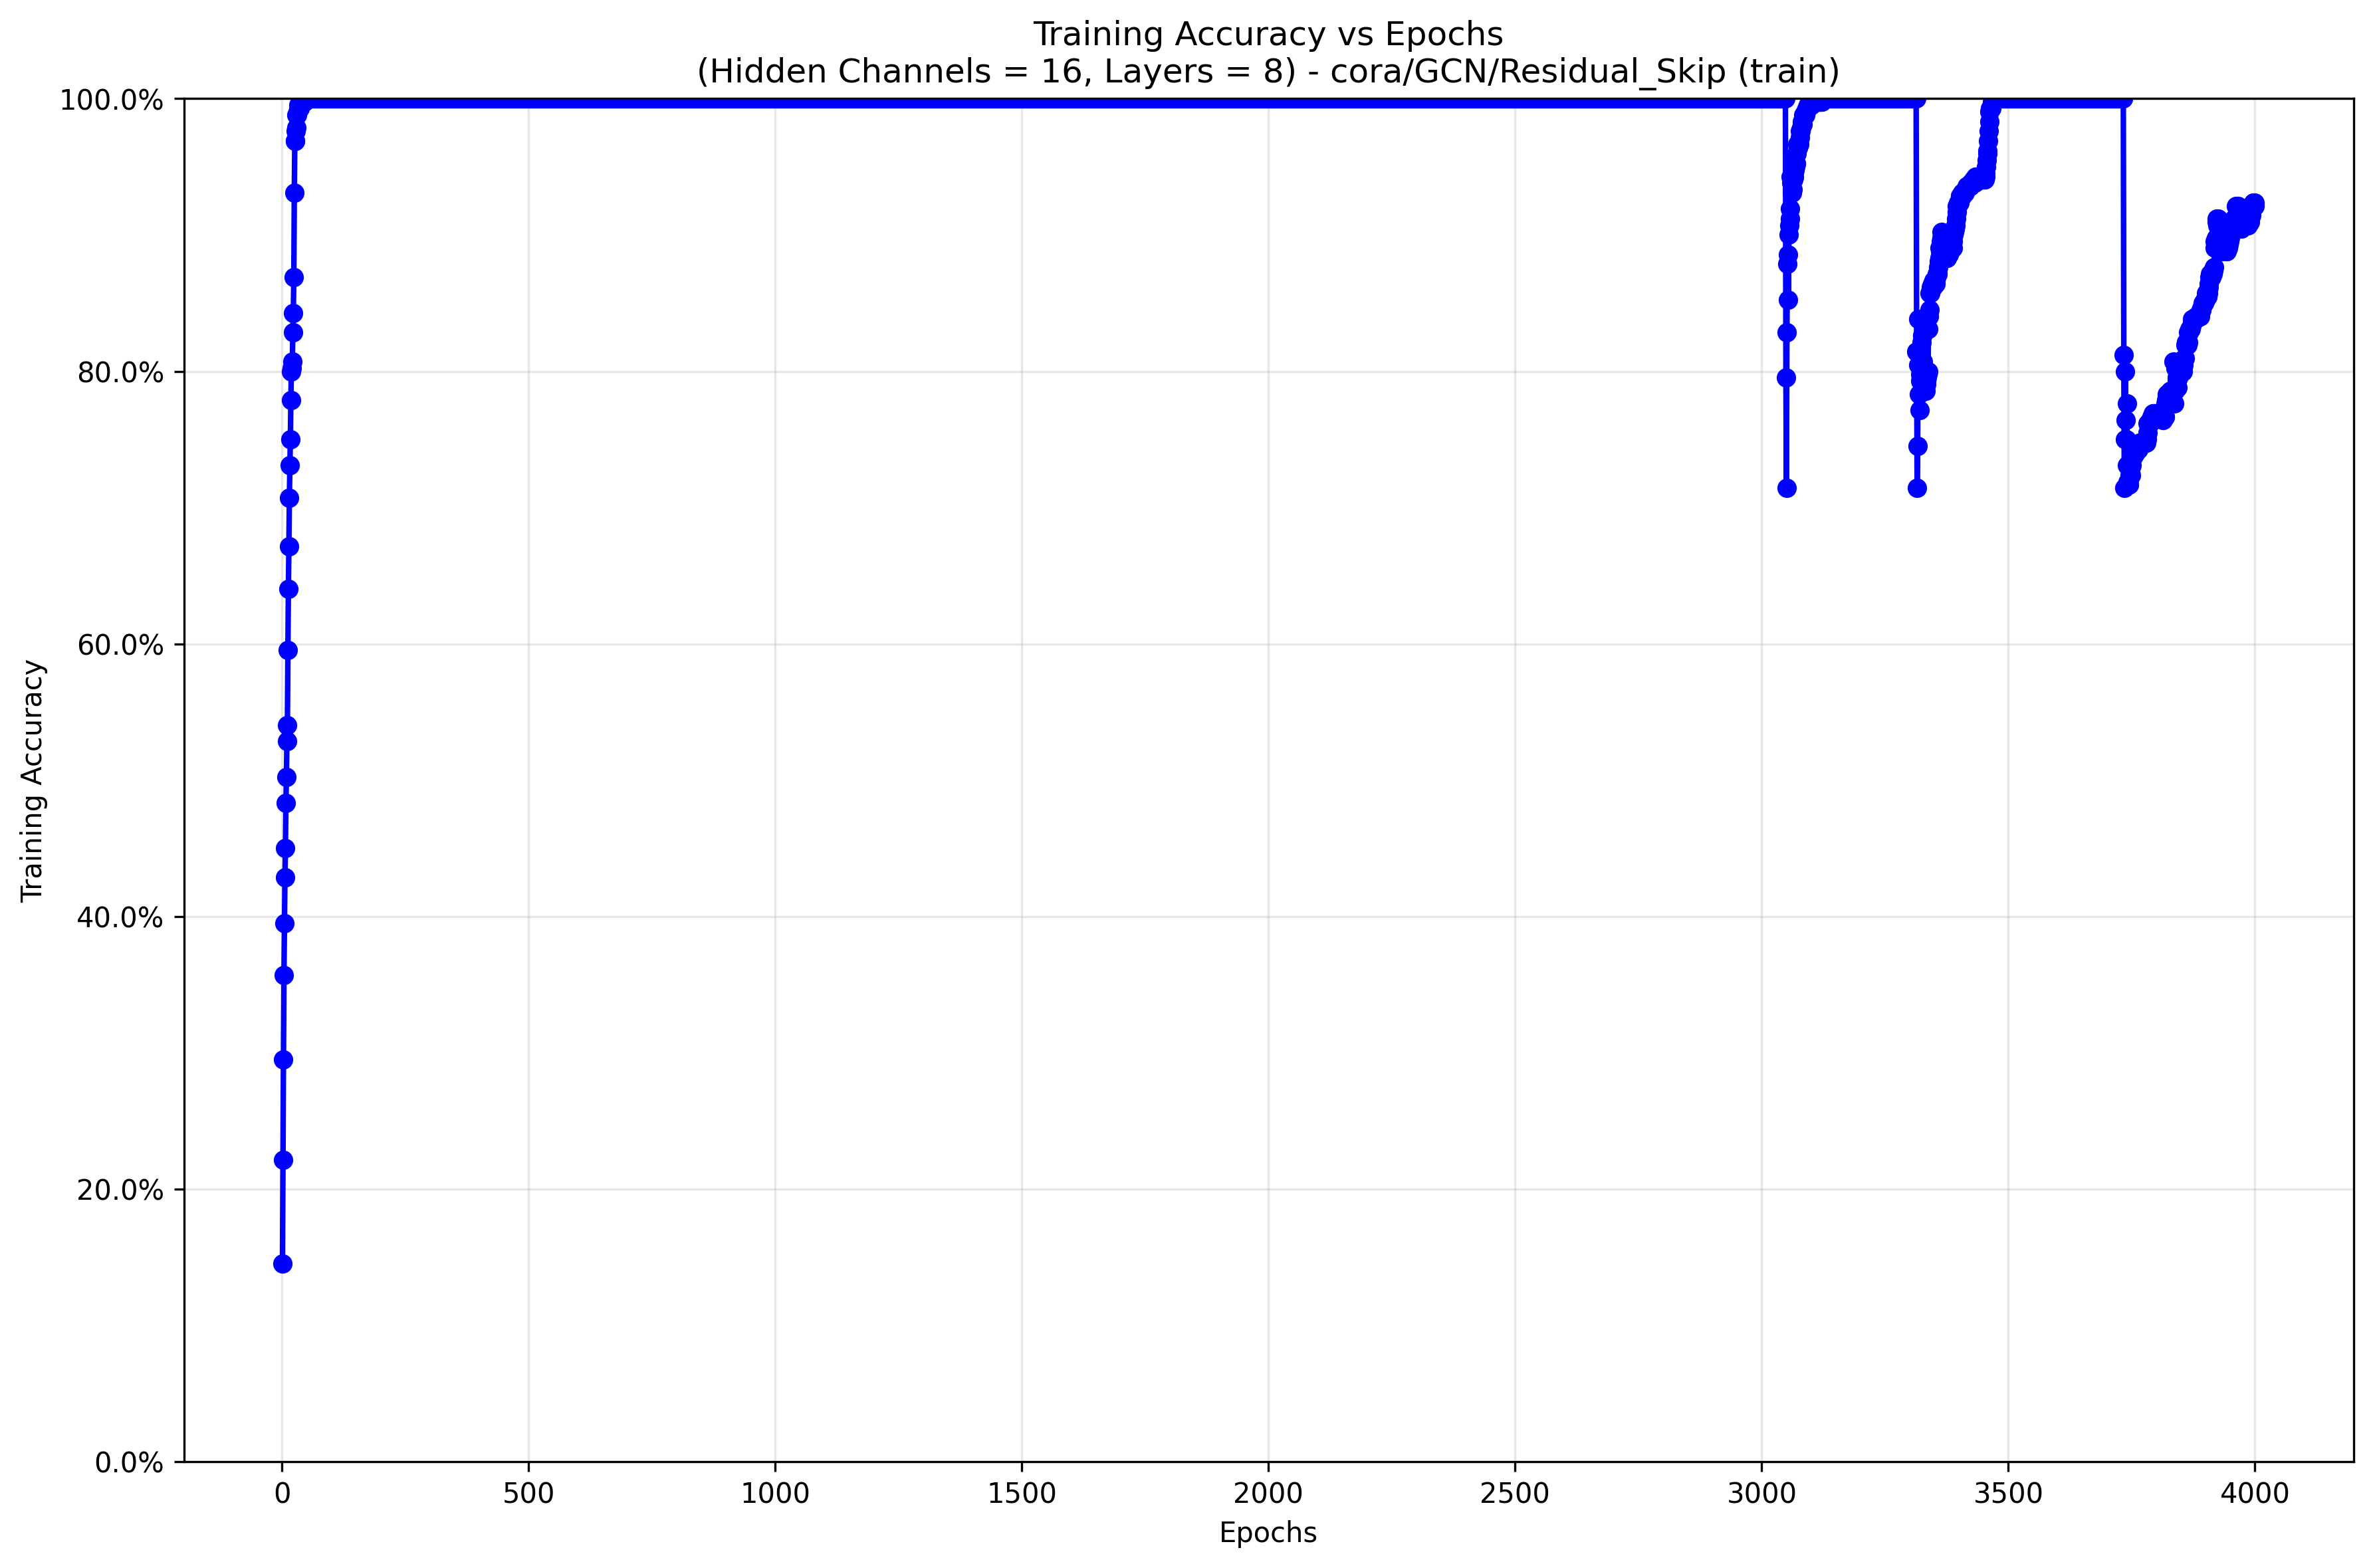 Training Accuracy vs Epochs
(Hidden Channels = 16, Layers = 8) - cora/GCN/Residual_Skip (train)
Training Accuracy
100.0%
80.0%
60.0%
40.0%
20.0%
0.0%
0 500 1000 1500 2000 2500 3000 3500 4000
Epochs